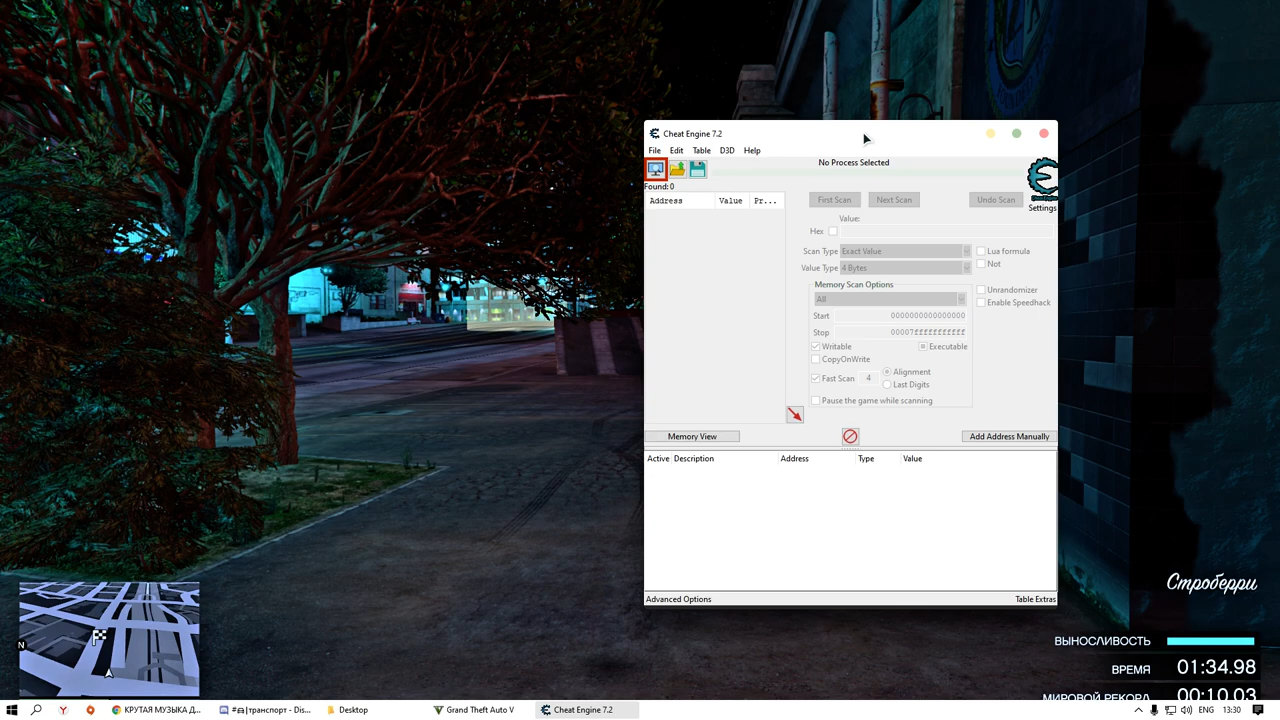 Cheat Engine 7.2
File Edit Table D3D Help
No Process Selected
Found: 0
Address Value Pr...
First Scan Next Scan Undo Scan
Settings
Value:
Hex
Scan Type Exact Value
Lua formula
Value Type 4 Bytes
Not
Memory Scan Options
All
Unrandomizer
Enable Speedhack
Start 0000000000000000
Stop 00007fffffffffff
Writable Executable
CopyOnWrite
Fast Scan 4 Alignment
Last Digits
Pause the game while scanning
Memory View Add Address Manually
Active Description Address Type Value
Advanced Options Table Extras
Строберри
ВЫНОСЛИВОСТЬ
ВРЕМЯ 01:34.98
МИРОВОЙ РЕКОРД 00:10.03
N
КРУТАЯ МУЗЫКА Д...
|транспорт - Dis...
Desktop
Grand Theft Auto V
Cheat Engine 7.2
ENG 13:30